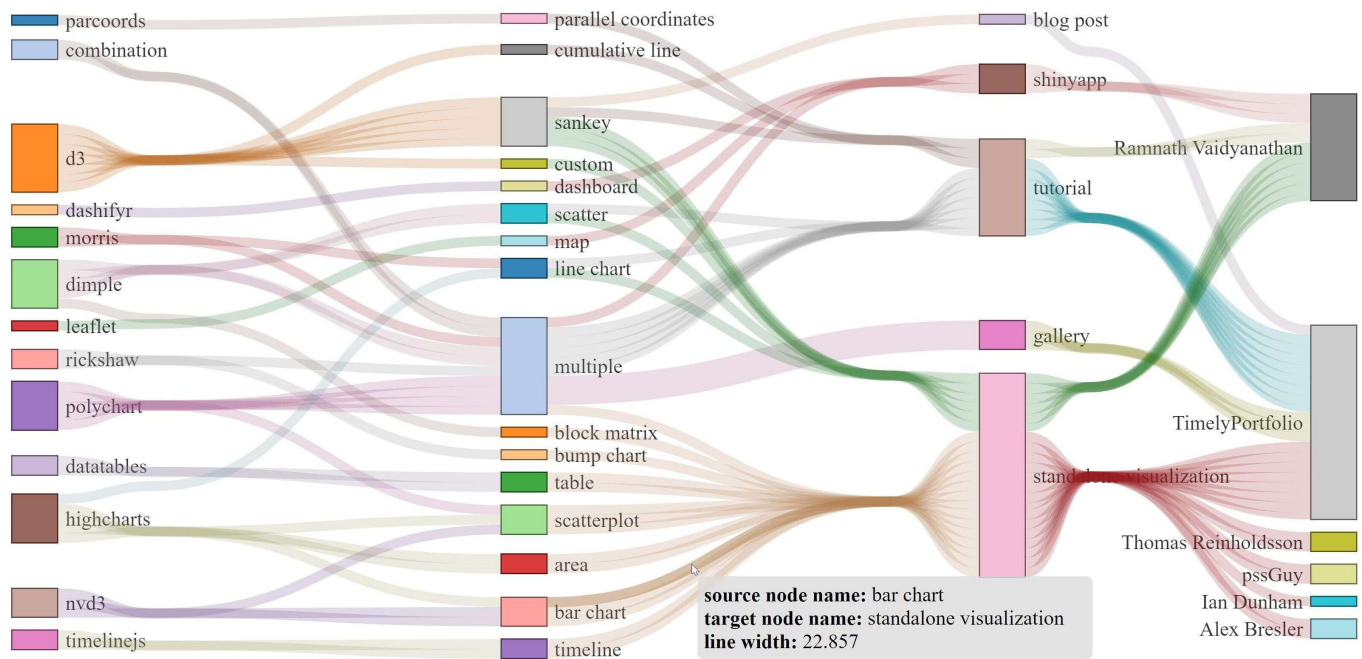 parcoords
combination
d3
dashifyr
morris
dimple
leaflet
rickshaw
polychart
datatables
highcharts
nvd3
timelinejs
parallel coordinates
cumulative line
sankey
custom
dashboard
scatter
map
line chart
multiple
block matrix
bump chart
table
scatterplot
area
bar chart
timeline
blog post
shinyapp
tutorial
gallery
standalone visualization
Ramnath Vaidyanathan
TimelyPortfolio
Thomas Reinholdsson
pssGuy
Ian Dunham
Alex Bresler
source node name: bar chart
target node name: standalone visualization
line width: 22.857